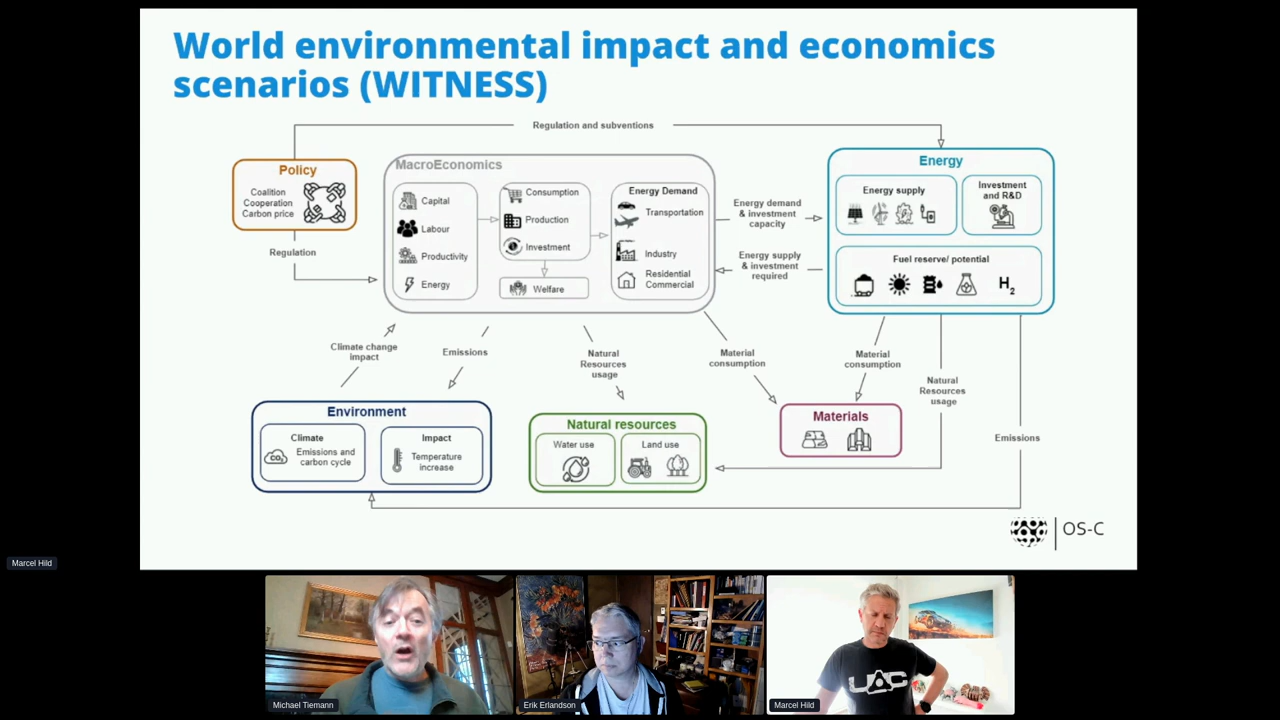 World environmental impact and economics
scenarios (WITNESS)
Regulation and subventions
Policy
Coalition
Cooperation
Carbon price
Regulation
MacroEconomics
Capital
Labour
Productivity
Energy
Consumption
Production
Investment
Welfare
Energy Demand
Transportation
Industry
Residential
Commercial
Energy demand
& investment
capacity
Energy supply
& investment
required
Energy
Energy supply
Investment
and R&D
Fuel reserve/ potential
H2
Climate change
impact
Emissions
Natural
Resources
usage
Material
consumption
Material
consumption
Natural
Resources
usage
Emissions
Environment
Climate
CO2
Emissions and
carbon cycle
Impact
Temperature
increase
Natural resources
Water use
Land use
Materials
OS-C
Marcel Hild
Michael Tiemann
Erik Erlandson
Marcel Hild